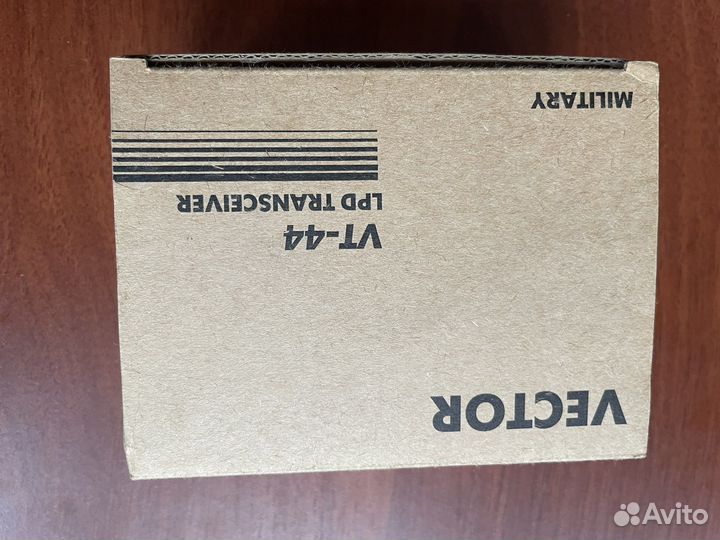 VECTOR
VT-44
LPD TRANSCEIVER
MILITARY
Avito